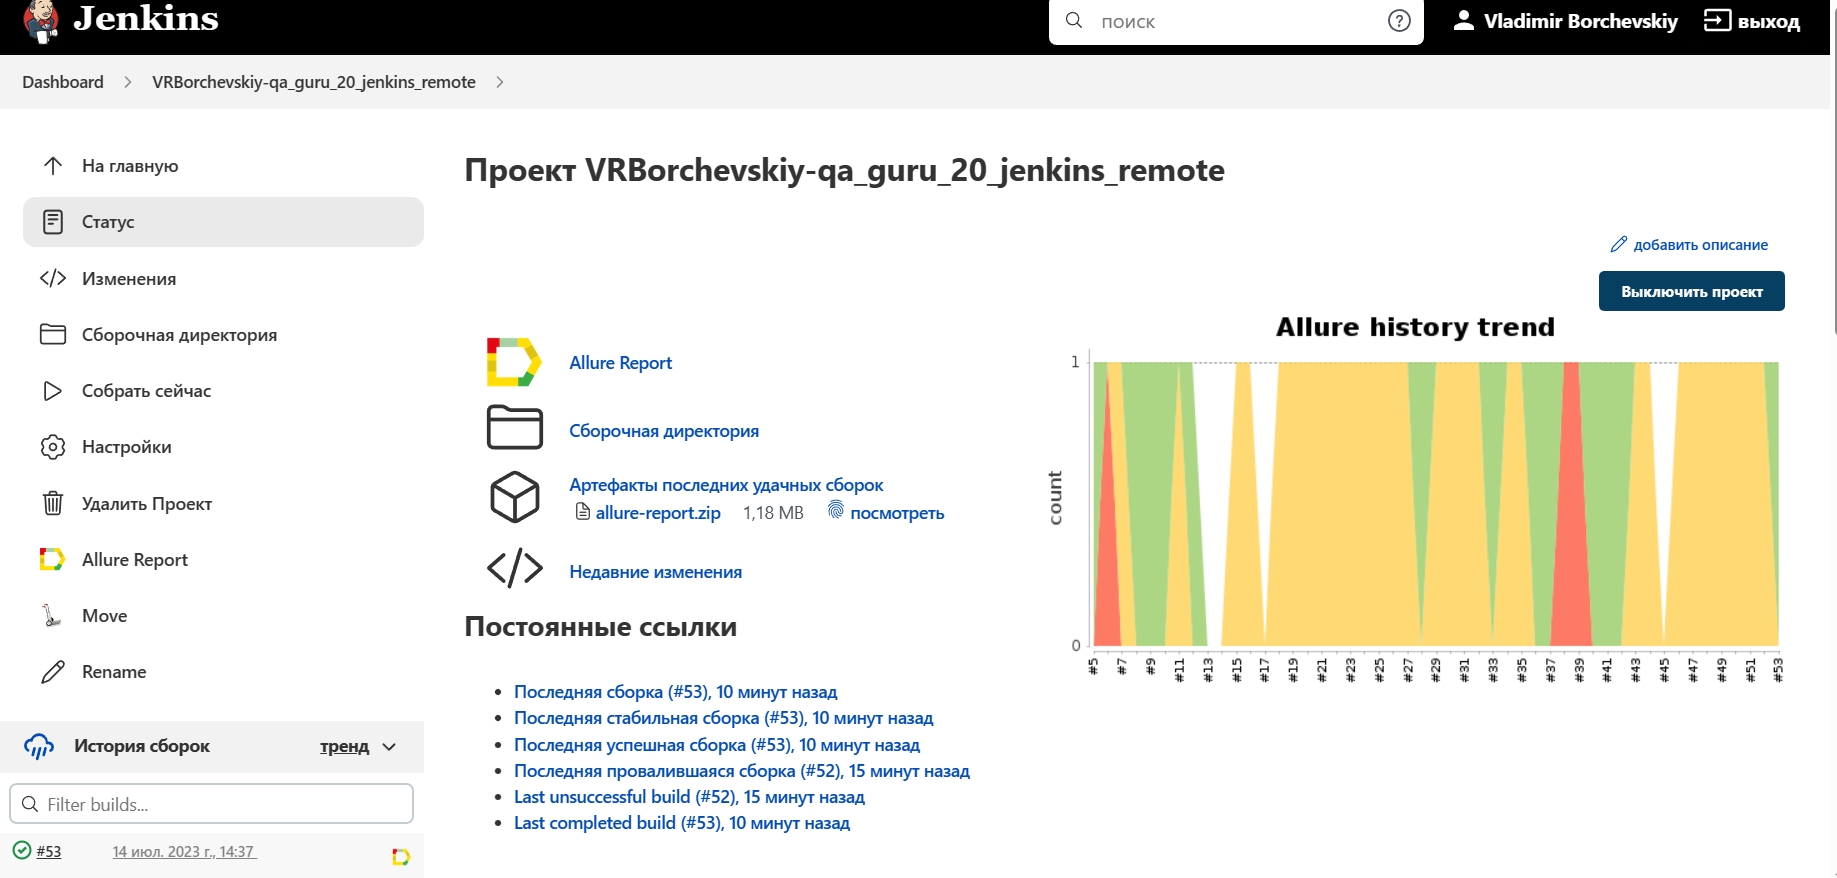 Jenkins
поиск
Vladimir Borchevskiy
выход
Dashboard
VRBorchevskiy-qa_guru_20_jenkins_remote
На главную
Статус
Изменения
Сборочная директория
Собрать сейчас
Настройки
Удалить Проект
Allure Report
Move
Rename
История сборок
тренд
Filter builds...
#53
14 июл. 2023 г., 14:37
Проект VRBorchevskiy-qa_guru_20_jenkins_remote
добавить описание
Выключить проект
Allure Report
Сборочная директория
Артефакты последних удачных сборок
allure-report.zip 1,18 MB посмотреть
Недавние изменения
Постоянные ссылки
Последняя сборка (#53), 10 минут назад
Последняя стабильная сборка (#53), 10 минут назад
Последняя успешная сборка (#53), 10 минут назад
Последняя провалившаяся сборка (#52), 15 минут назад
Last unsuccessful build (#52), 15 минут назад
Last completed build (#53), 10 минут назад
Allure history trend
1
count
0
#5 #7 #9 #11 #13 #15 #17 #19 #21 #23 #25 #27 #29 #31 #33 #35 #37 #39 #41 #43 #45 #47 #49 #51 #53